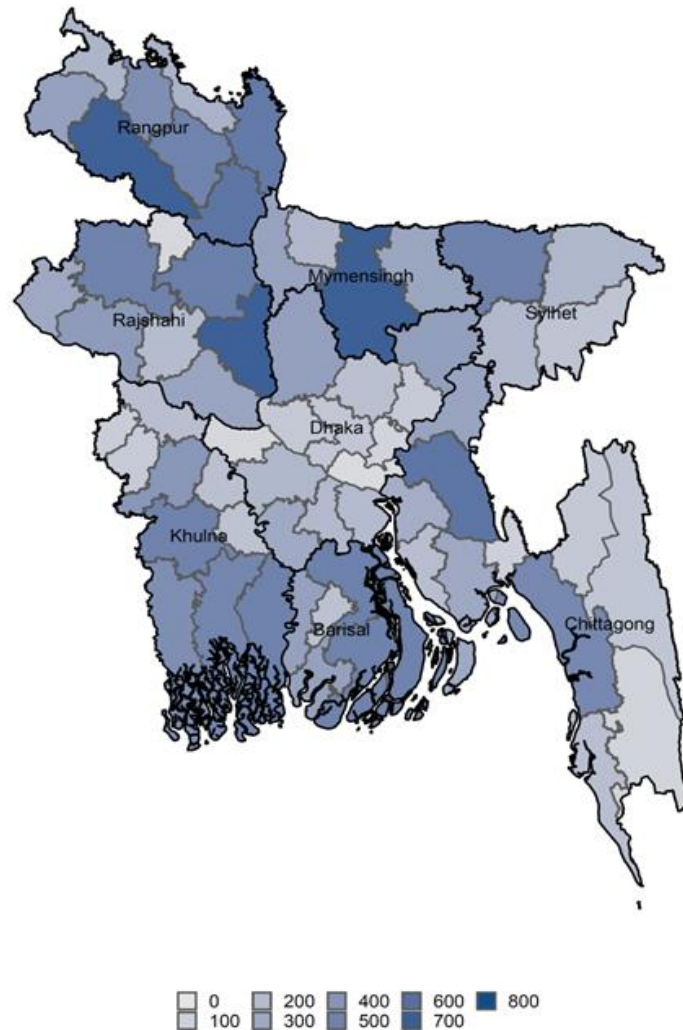 Rangpur
Mymensingh
Rajshahi
Sylhet
Dhaka
Khulna
Barisal
Chittagong
0 200 400 600 800
100 300 500 700